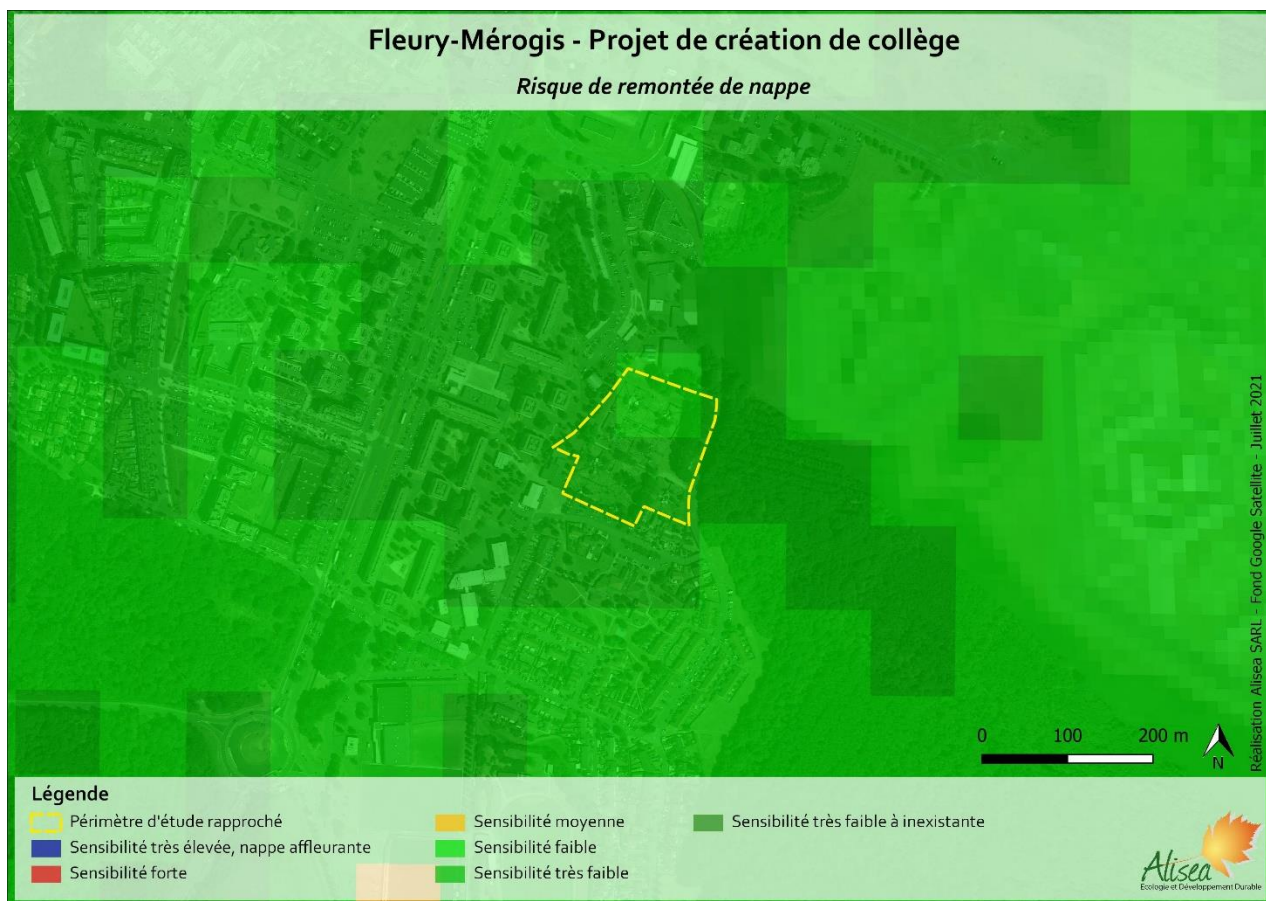 Fleury-Mérogis - Projet de création de collège
Risque de remontée de nappe
Réalisation Alisea SARL - Fond Google Satellite - Juillet 2021
0 100 200 m
N
Légende
Périmètre d'étude rapproché
Sensibilité très élevée, nappe affleurante
Sensibilité forte
Sensibilité moyenne
Sensibilité faible
Sensibilité très faible
Sensibilité très faible à inexistante
Alisea
Ecologie et Développement Durable